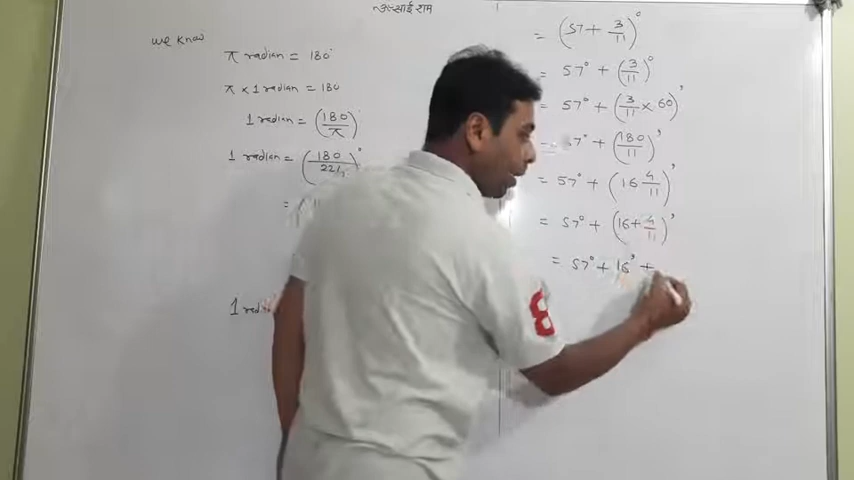 ॐ साई राम
we know
π radian = 180°
π x 1 radian = 180
1 radian = (180/π)°
1 radian = (180/22/7)°
=
1 radi
= (57 + 3/11)°
= 57° + (3/11)°
= 57° + (3/11 x 60)'
57° + (180/11)'
= 57° + (16 4/11)'
= 57° + (16 + 4/11)'
= 57° + 16' +
8